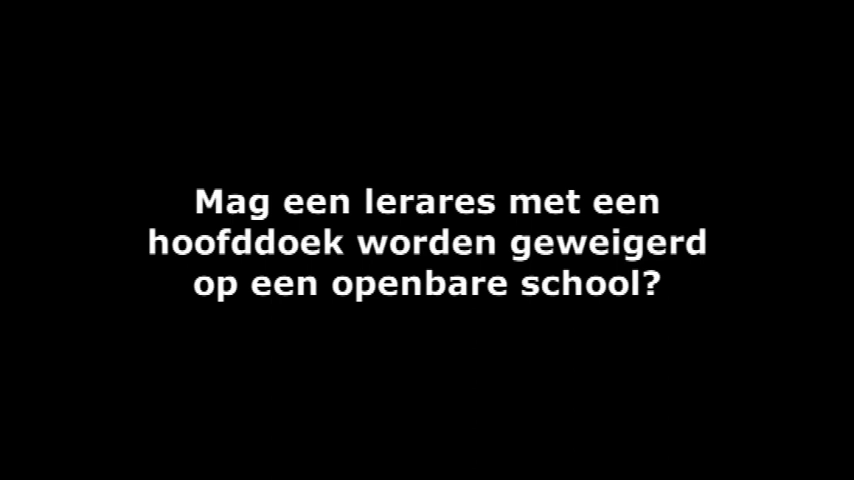 Mag een lerares met een
hoofddoek worden geweigerd
op een openbare school?